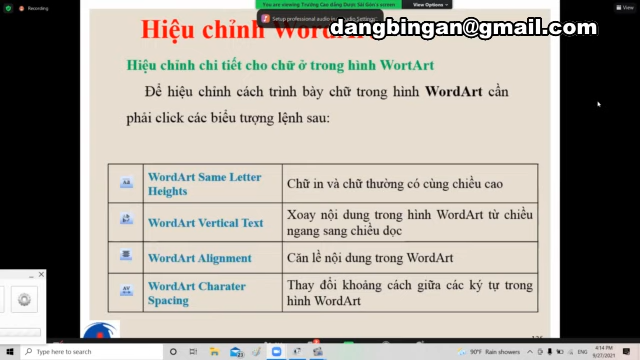 Recording
You are viewing Trường Cao đẳng Dược Sài Gòn's screen
View Options
View
Setup professional audio in
dangbingan@gmail.com
Hiệu chỉnh WordArt
Hiệu chỉnh chi tiết cho chữ ở trong hình WortArt
Để hiệu chỉnh cách trình bày chữ trong hình WordArt cần
phải click các biểu tượng lệnh sau:
WordArt Same Letter
Heights
Chữ in và chữ thường có cùng chiều cao
WordArt Vertical Text
Xoay nội dung trong hình WordArt từ chiều
ngang sang chiều dọc
WordArt Alignment
Căn lề nội dung trong WordArt
WordArt Charater
Spacing
Thay đổi khoảng cách giữa các ký tự trong
hình WordArt
Type here to search
90°F Rain showers
ENG
4:14 PM
9/27/2021